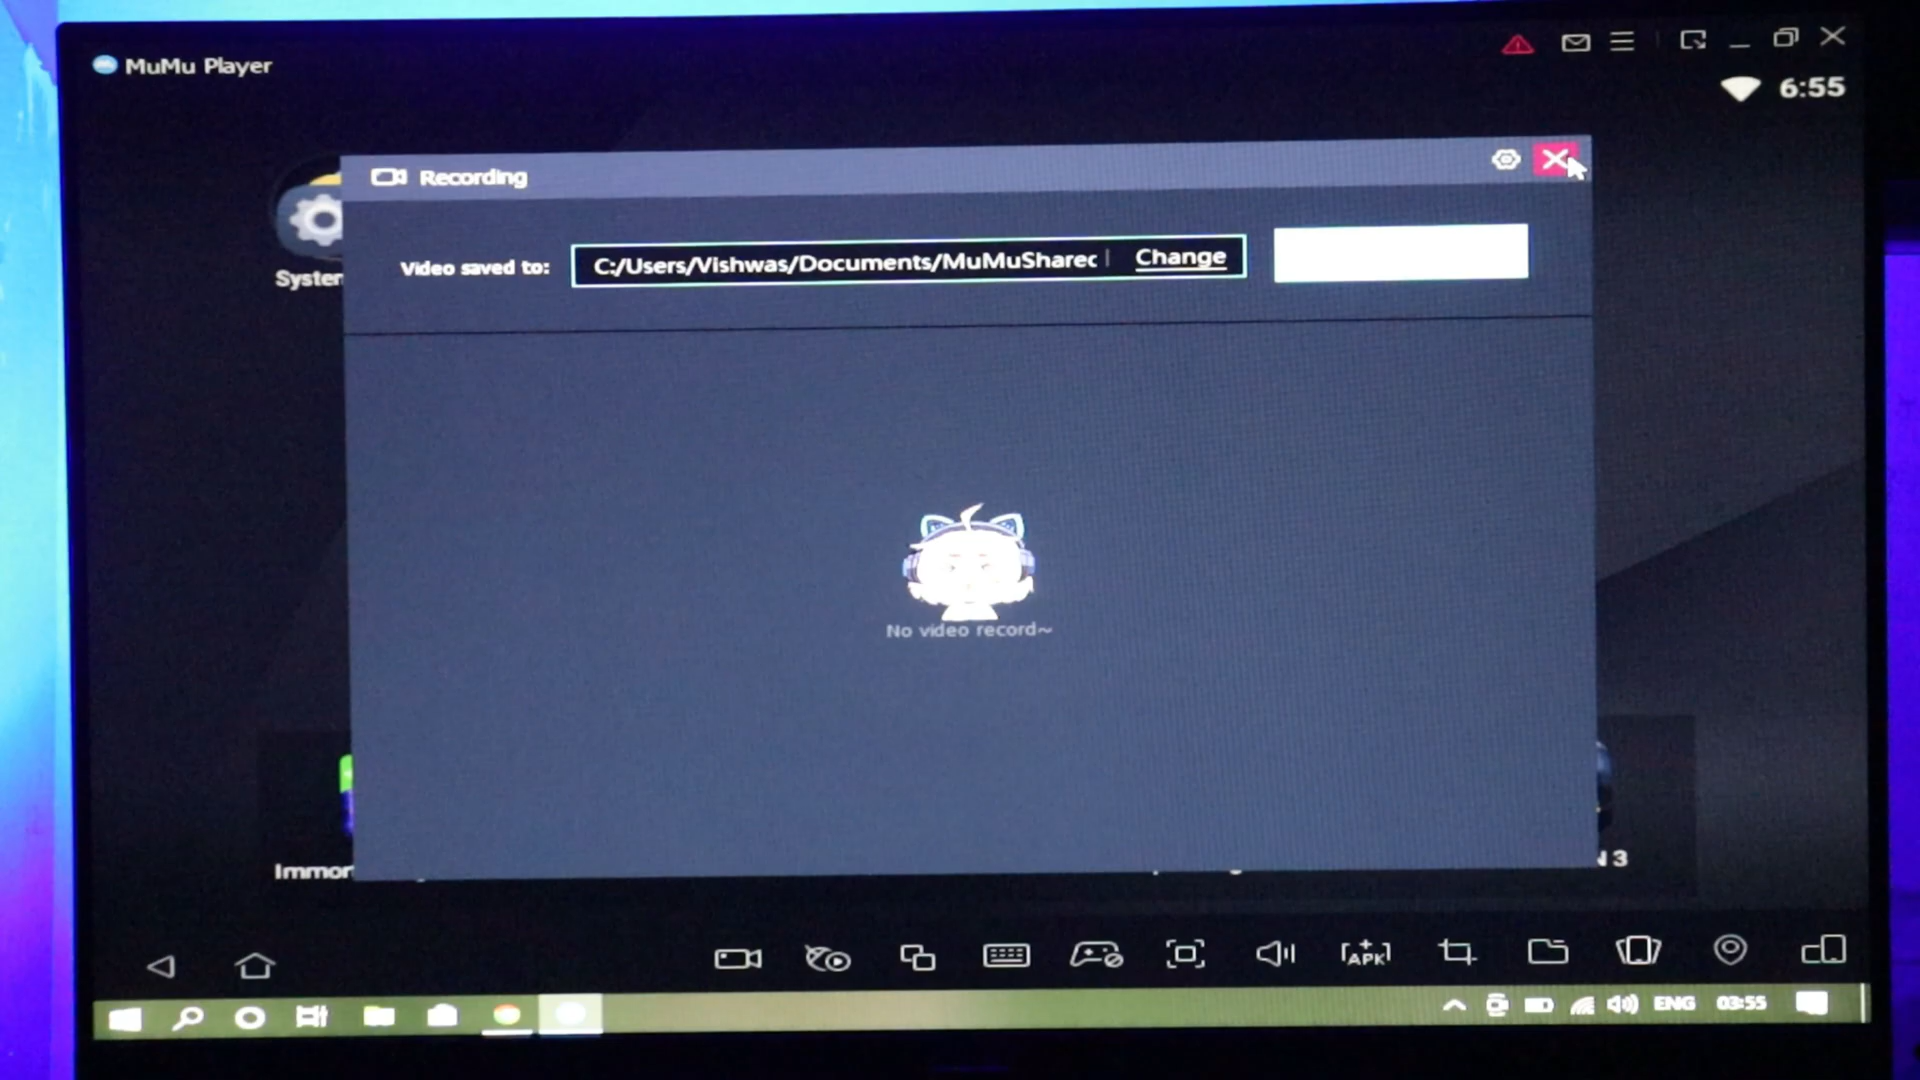 MuMu Player
6:55
Recording
Video saved to:
C:/Users/Vishwas/Documents/MuMuSharec
Change
System
No video record~
Immor
N 3
APK
ENG
03:55